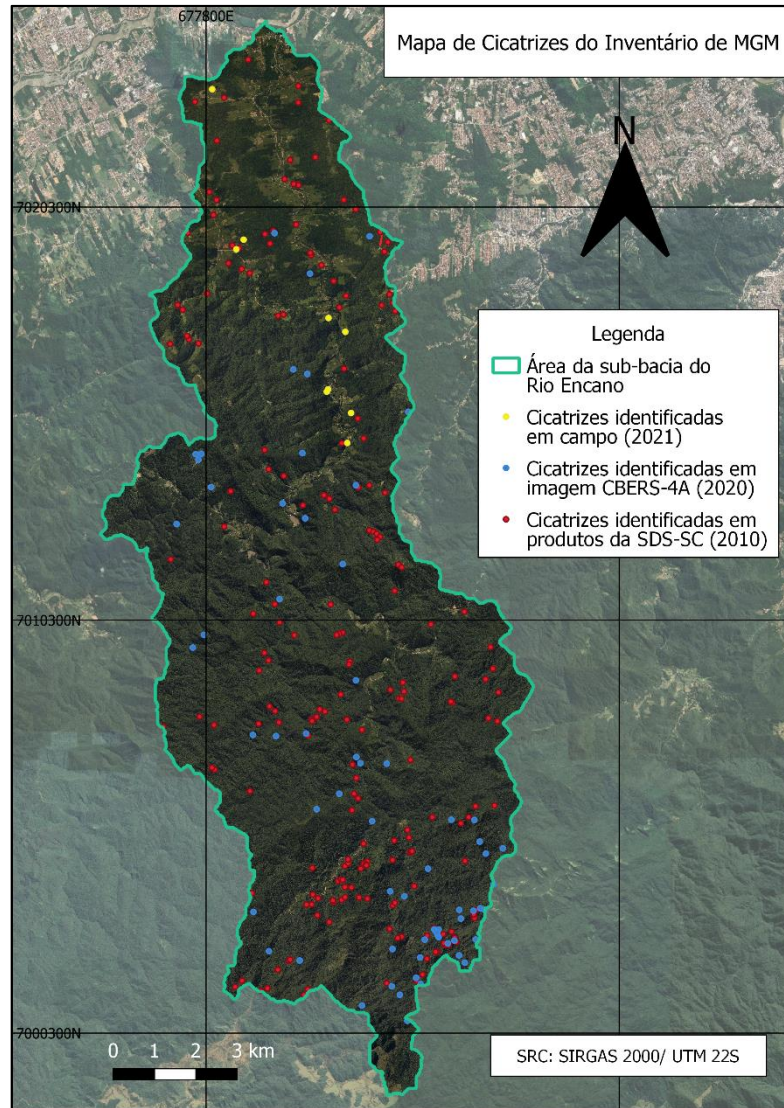 677800E
Mapa de Cicatrizes do Inventário de MGM
N
7020300N
Legenda
Área da sub-bacia do
Rio Encano
Cicatrizes identificadas
em campo (2021)
Cicatrizes identificadas em
imagem CBERS-4A (2020)
Cicatrizes identificadas em
produtos da SDS-SC (2010)
7010300N
7000300N
0 1 2 3 km
SRC: SIRGAS 2000/ UTM 22S